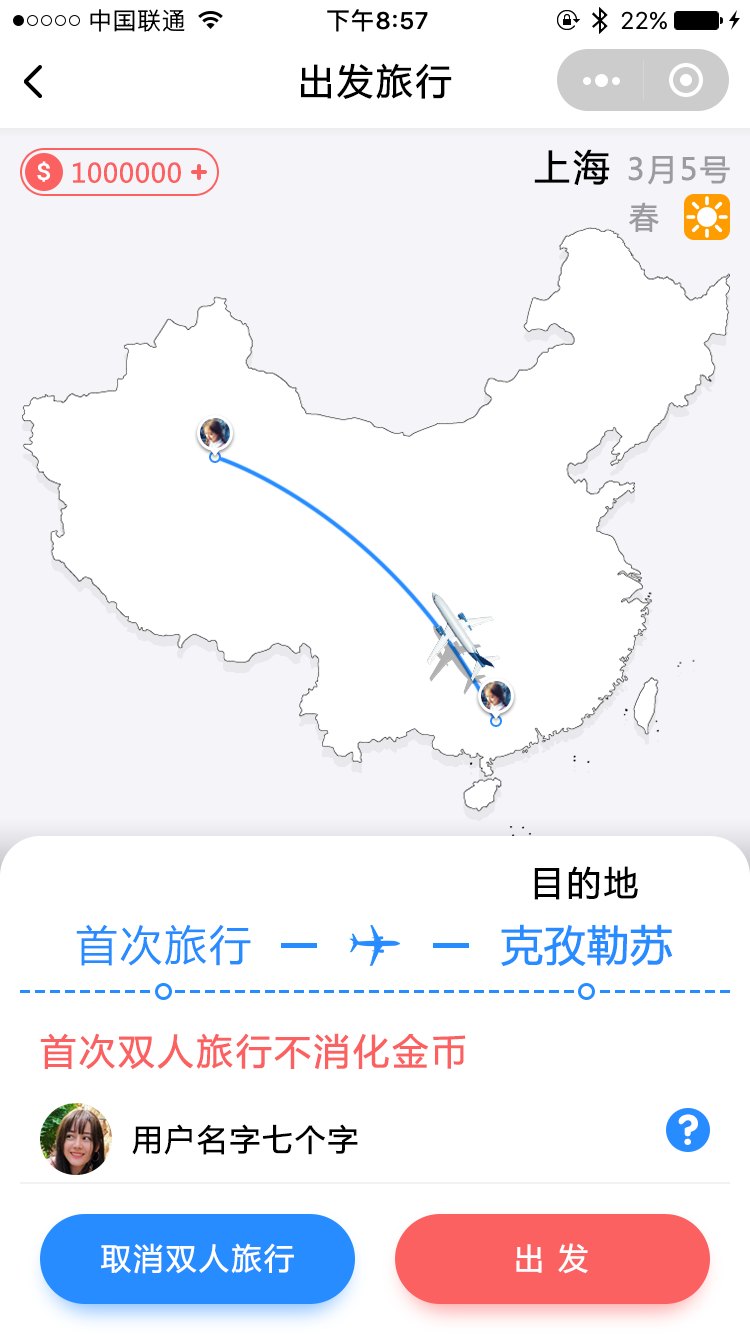 中国联通 下午8:57 22%
出发旅行
$ 1000000 +
上海 3月5号
春
目的地
首次旅行 — — 克孜勒苏
首次双人旅行不消化金币
用户名字七个字 ?
取消双人旅行 出 发